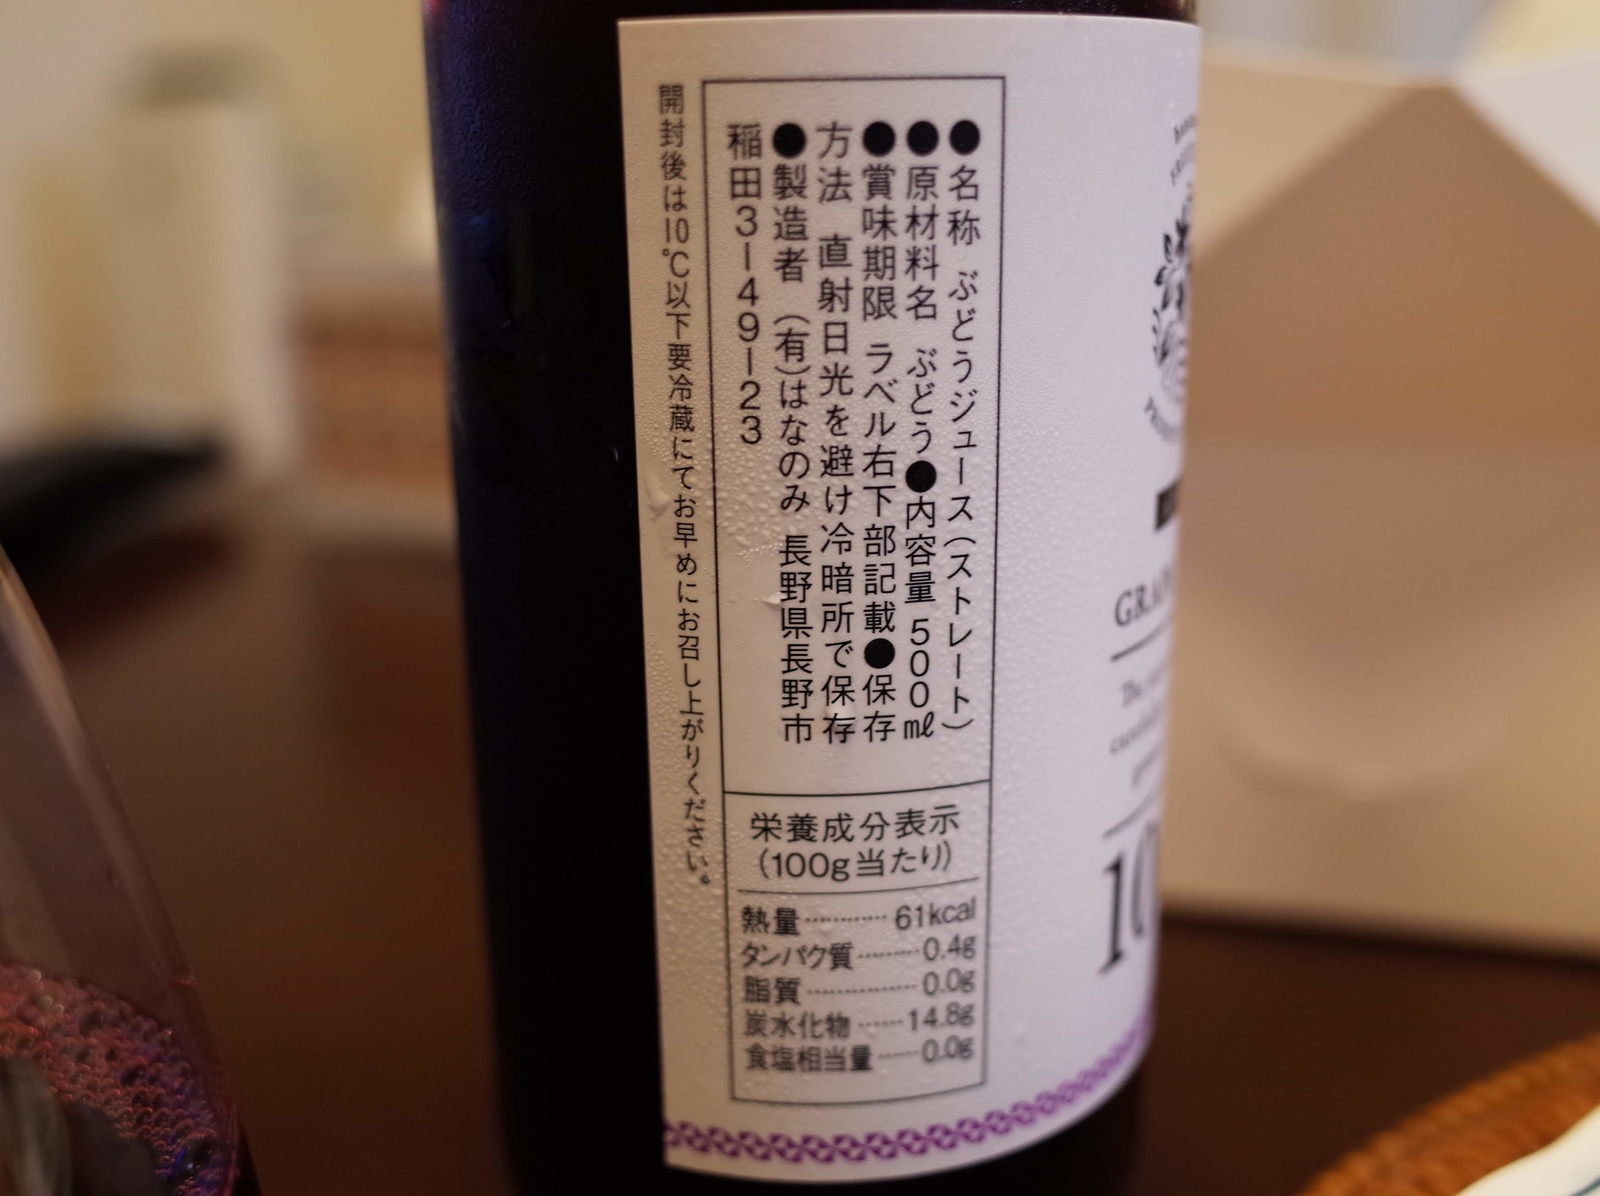 ●名称 ぶどうジュース(ストレート)
●原材料名 ぶどう●内容量 500㎖
●賞味期限 ラベル右下部記載●保存
方法 直射日光を避け冷暗所で保存
●製造者 (有)はなのみ 長野県長野市
稲田3-49-23
開封後は10℃以下要冷蔵にてお早めにお召し上がりください。
栄養成分表示
(100g当たり)
熱量………… 61kcal
タンパク質………0.4g
脂質……………0.0g
炭水化物……14.8g
食塩相当量……0.0g